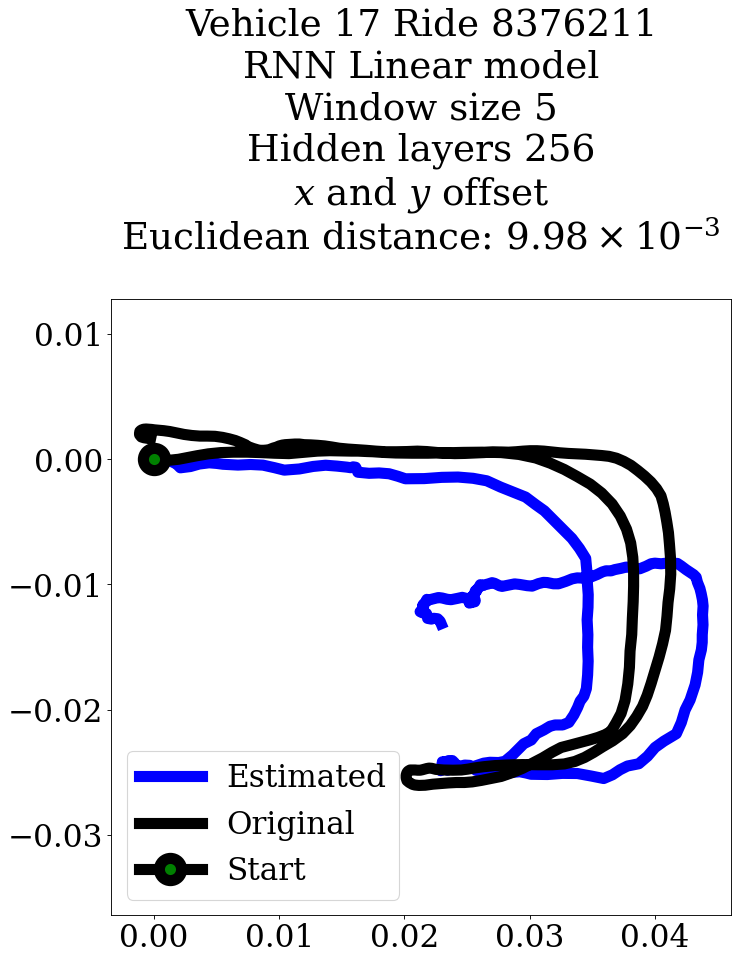 Vehicle 17 Ride 8376211
RNN Linear model
Window size 5
Hidden layers 256
x and y offset
Euclidean distance: 9.98 × 10⁻³
0.01
0.00
−0.01
−0.02
−0.03
Estimated
Original
Start
0.00 0.01 0.02 0.03 0.04